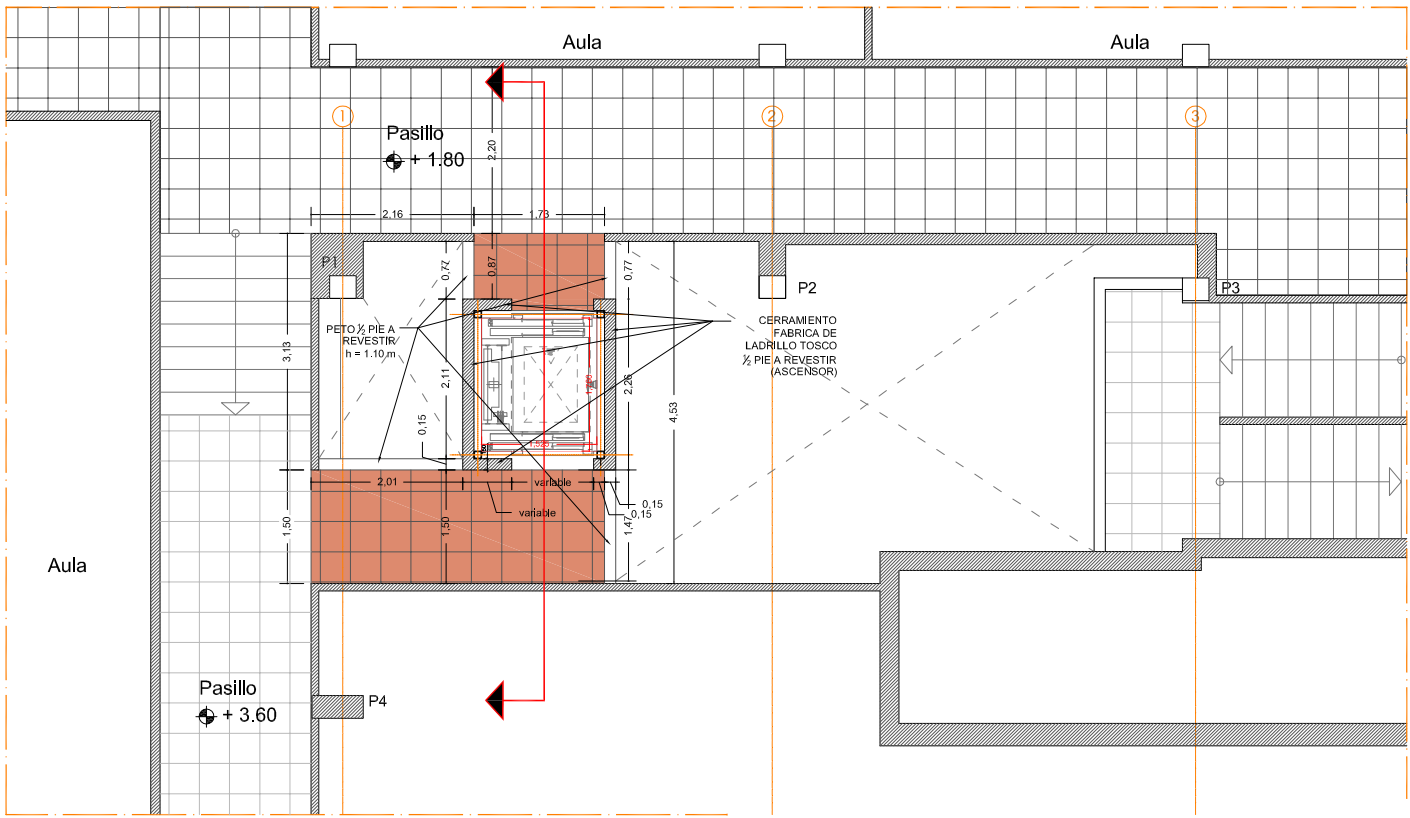 Aula
Aula
1
2
3
Pasillo
+ 1.80
2,20
2,16
1,73
P1
0,77
0,87
0,77
P2
P3
PETO ½ PIE A
REVESTIR
h = 1.10 m
CERRAMIENTO
FABRICA DE
LADRILLO TOSCO
½ PIE A REVESTIR
(ASCENSOR)
3,13
2,11
2,26
4,53
0,15
1,525
2,01
variable
variable
0,15
0,15
1,50
1,50
1,47
Aula
Pasillo
+ 3.60
P4